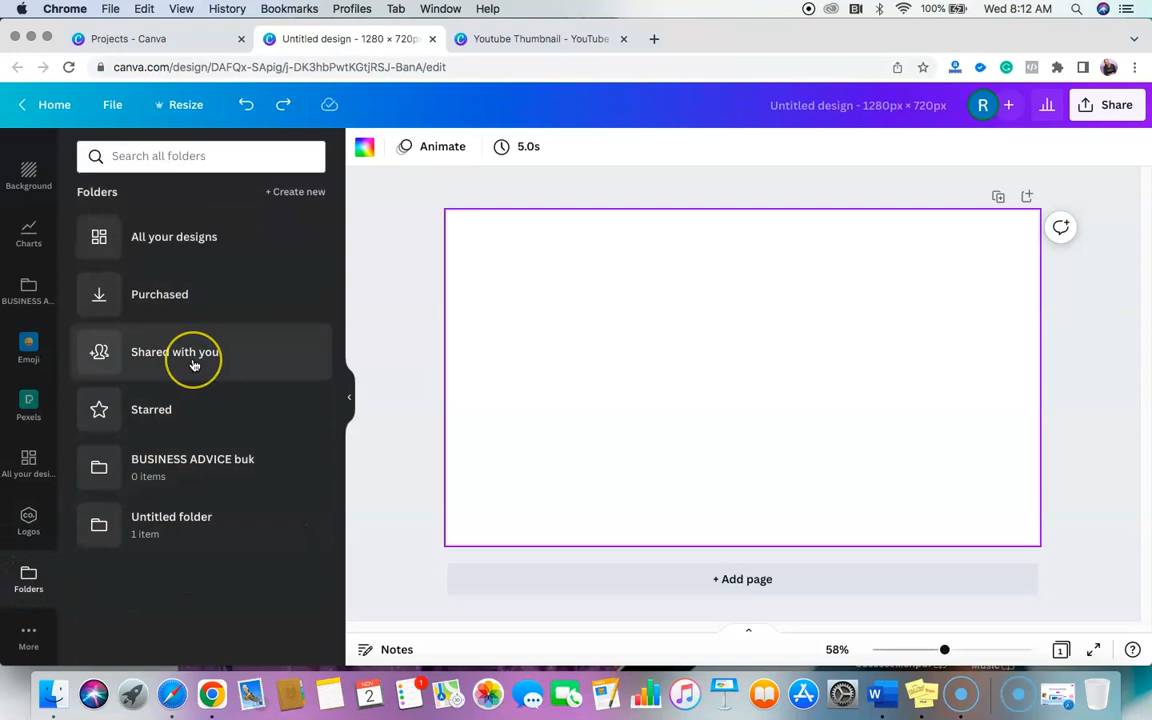 Chrome File Edit View History Bookmarks Profiles Tab Window Help 100% Wed 8:12 AM
Projects - Canva Untitled design - 1280 × 720p Youtube Thumbnail - YouTube
canva.com/design/DAFQx-SApig/j-DK3hbPwtKGtjRSJ-BanA/edit
Home File Resize Untitled design - 1280px × 720px R Share
Search all folders
Animate 5.0s
Folders + Create new
Background
All your designs
Charts
Purchased
BUSINESS A...
Shared with you
Emoji
Starred
Pexels
BUSINESS ADVICE buk
0 items
All your desi...
Untitled folder
1 item
Logos
Folders
+ Add page
More
Notes 58% 1
NOV
2
1
W